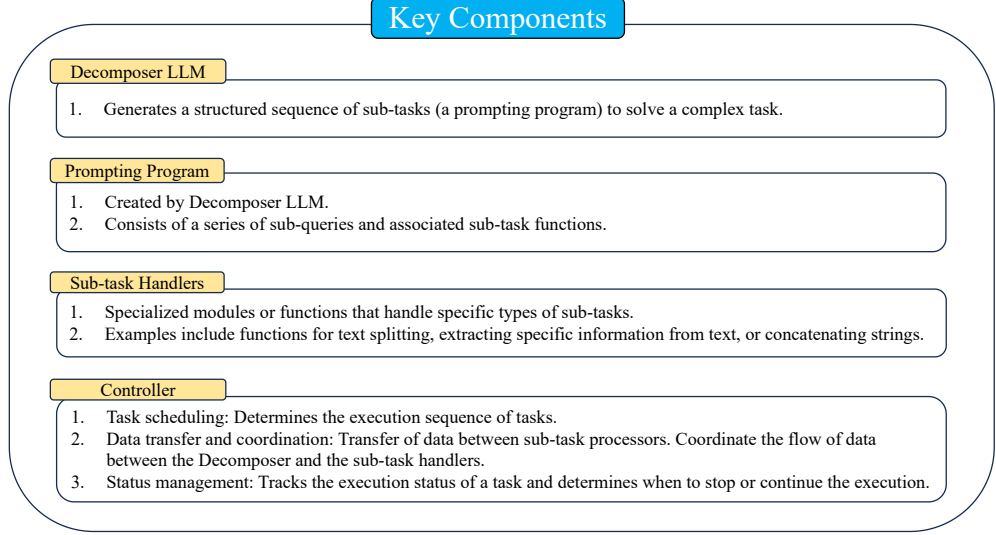 Key Components
Decomposer LLM
1. Generates a structured sequence of sub-tasks (a prompting program) to solve a complex task.
Prompting Program
1. Created by Decomposer LLM.
2. Consists of a series of sub-queries and associated sub-task functions.
Sub-task Handlers
1. Specialized modules or functions that handle specific types of sub-tasks.
2. Examples include functions for text splitting, extracting specific information from text, or concatenating strings.
Controller
1. Task scheduling: Determines the execution sequence of tasks.
2. Data transfer and coordination: Transfer of data between sub-task processors. Coordinate the flow of data
between the Decomposer and the sub-task handlers.
3. Status management: Tracks the execution status of a task and determines when to stop or continue the execution.